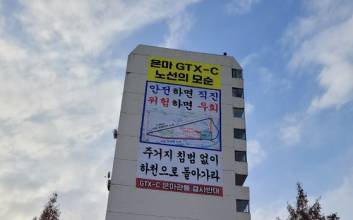 은마 GTX-C
노선의 모순
안전하면 직진
위험하면 우회
주거지 침범 없이
하천으로 돌아가라
GTX-C 은마관통 결사반대